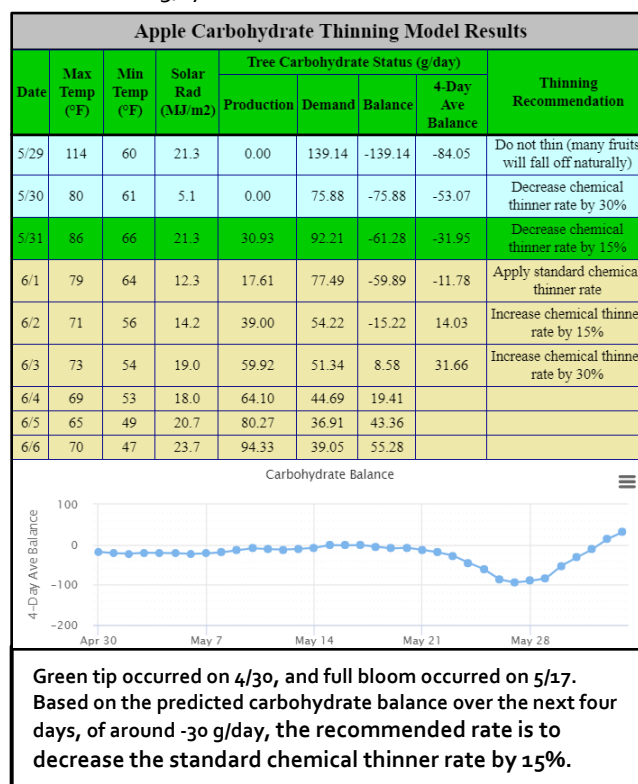 Apple Carbohydrate Thinning Model Results
Date Max Temp (°F) Min Temp (°F) Solar Rad (MJ/m2) Tree Carbohydrate Status (g/day) Thinning Recommendation
Production Demand Balance 4-Day Ave Balance
5/29 114 60 21.3 0.00 139.14 -139.14 -84.05 Do not thin (many fruits will fall off naturally)
5/30 80 61 5.1 0.00 75.88 -75.88 -53.07 Decrease chemical thinner rate by 30%
5/31 86 66 21.3 30.93 92.21 -61.28 -31.95 Decrease chemical thinner rate by 15%
6/1 79 64 12.3 17.61 77.49 -59.89 -11.78 Apply standard chemical thinner rate
6/2 71 56 14.2 39.00 54.22 -15.22 14.03 Increase chemical thinne rate by 15%
6/3 73 54 19.0 59.92 51.34 8.58 31.66 Increase chemical thinne rate by 30%
6/4 69 53 18.0 64.10 44.69 19.41
6/5 65 49 20.7 80.27 36.91 43.36
6/6 70 47 23.7 94.33 39.05 55.28
Carbohydrate Balance
4-Day Ave Balance
100
0
-100
-200
Apr 30 May 7 May 14 May 21 May 28
Green tip occurred on 4/30, and full bloom occurred on 5/17.
Based on the predicted carbohydrate balance over the next four
days, of around -30 g/day, the recommended rate is to
decrease the standard chemical thinner rate by 15%.